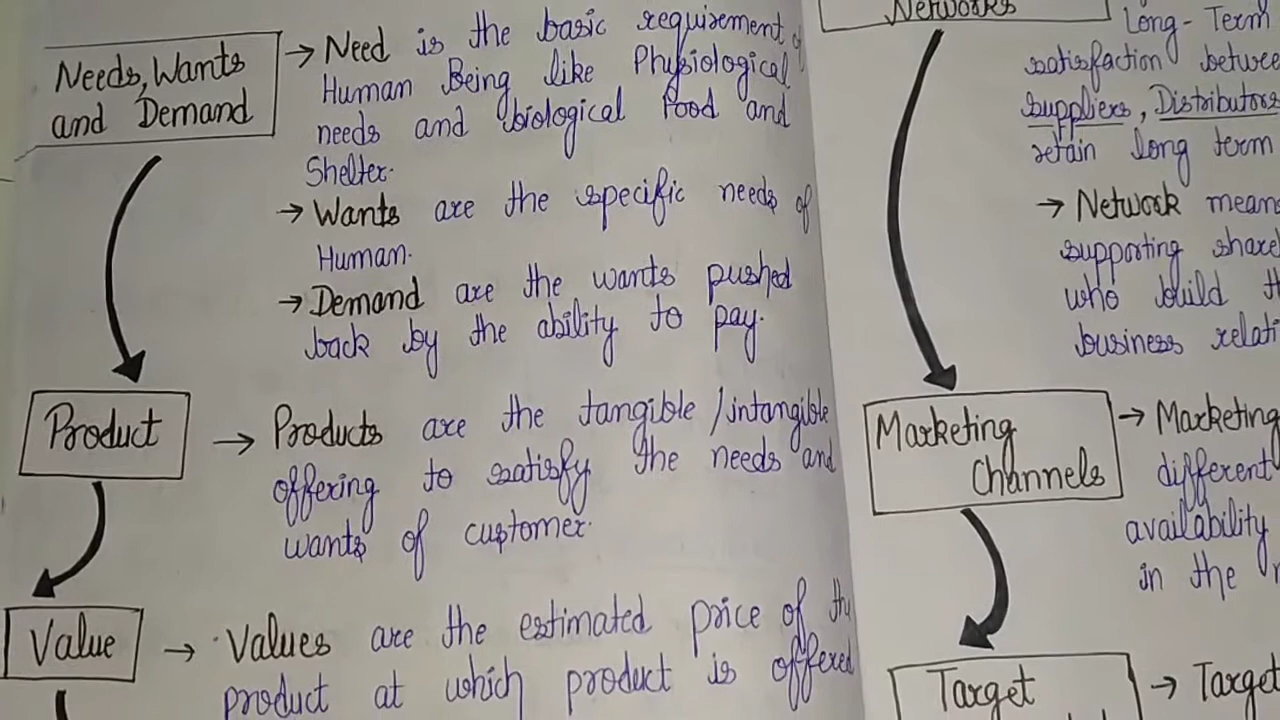 Needs, Wants
and Demand
→ Need is the basic requirement of
Human Being like Physiological
needs and biological Food and
Shelter.
→ Wants are the specific needs of
Human.
→ Demand are the wants pushed
back by the ability to pay.
Product
→ Products are the tangible / intangible
offering to satisfy the needs and
wants of customer.
Value
→ Values are the estimated price of the
product at which product is offered
Networks
Long-Term
satisfaction betwee
suppliers, Distributors
retain long term
→ Network means
supporting share
who build th
business relati
Marketing
Channels
→ Marketing
different
availability
in the
Target
→ Target